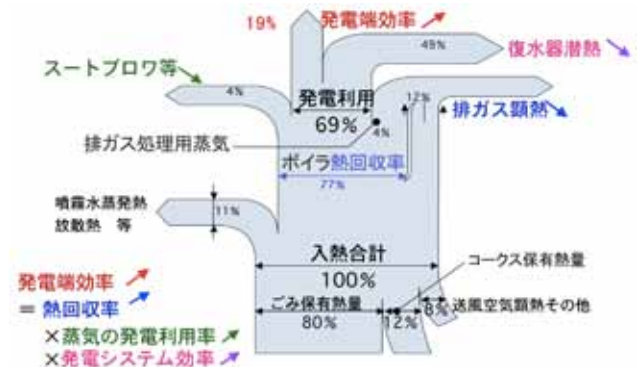 19%
発電端効率
49%
復水器潜熱
スートブロワ等
4%
発電利用
69%
12%
4%
排ガス顕熱
排ガス処理用蒸気
ボイラ熱回収率
77%
噴霧水蒸発熱
放散熱 等
11%
入熱合計
100%
コークス保有熱量
発電端効率
= 熱回収率
×蒸気の発電利用率
×発電システム効率
ごみ保有熱量
80%
12%
8%
送風空気顕熱その他